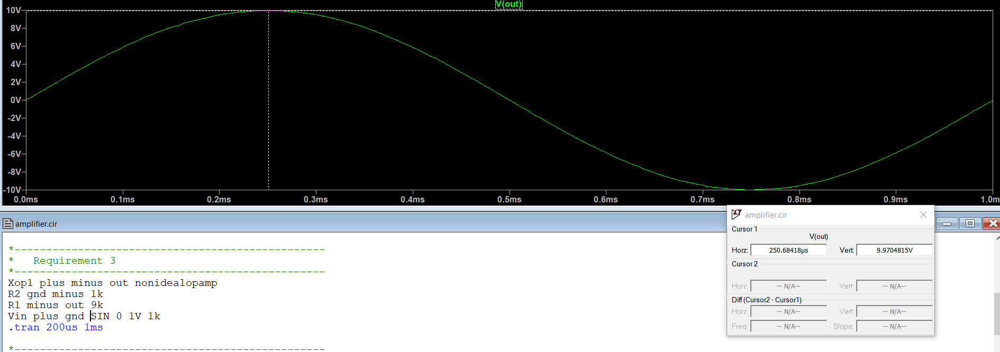 V(out)
10V
8V
6V
4V
2V
0V
-2V
-4V
-6V
-8V
-10V
0.0ms 0.1ms 0.2ms 0.3ms 0.4ms 0.5ms 0.6ms 0.7ms 0.8ms 0.9ms 1.0m
amplifier.cir
*-------------------------------------------------
* Requirement 3
*-------------------------------------------------
Xop1 plus minus out nonidealopamp
R2 gnd minus 1k
R1 minus out 9k
Vin plus gnd SIN 0 1V 1k
.tran 200us 1ms
*-------------------------------------------------
amplifier.cir
Cursor 1
V(out)
Horz: 250.68418µs Vert: 9.9704815V
Cursor 2
Horz: -- N/A-- Vert: -- N/A--
Diff (Cursor2 - Cursor1)
Horz: -- N/A-- Vert: -- N/A--
Freq: -- N/A-- Slope: -- N/A--